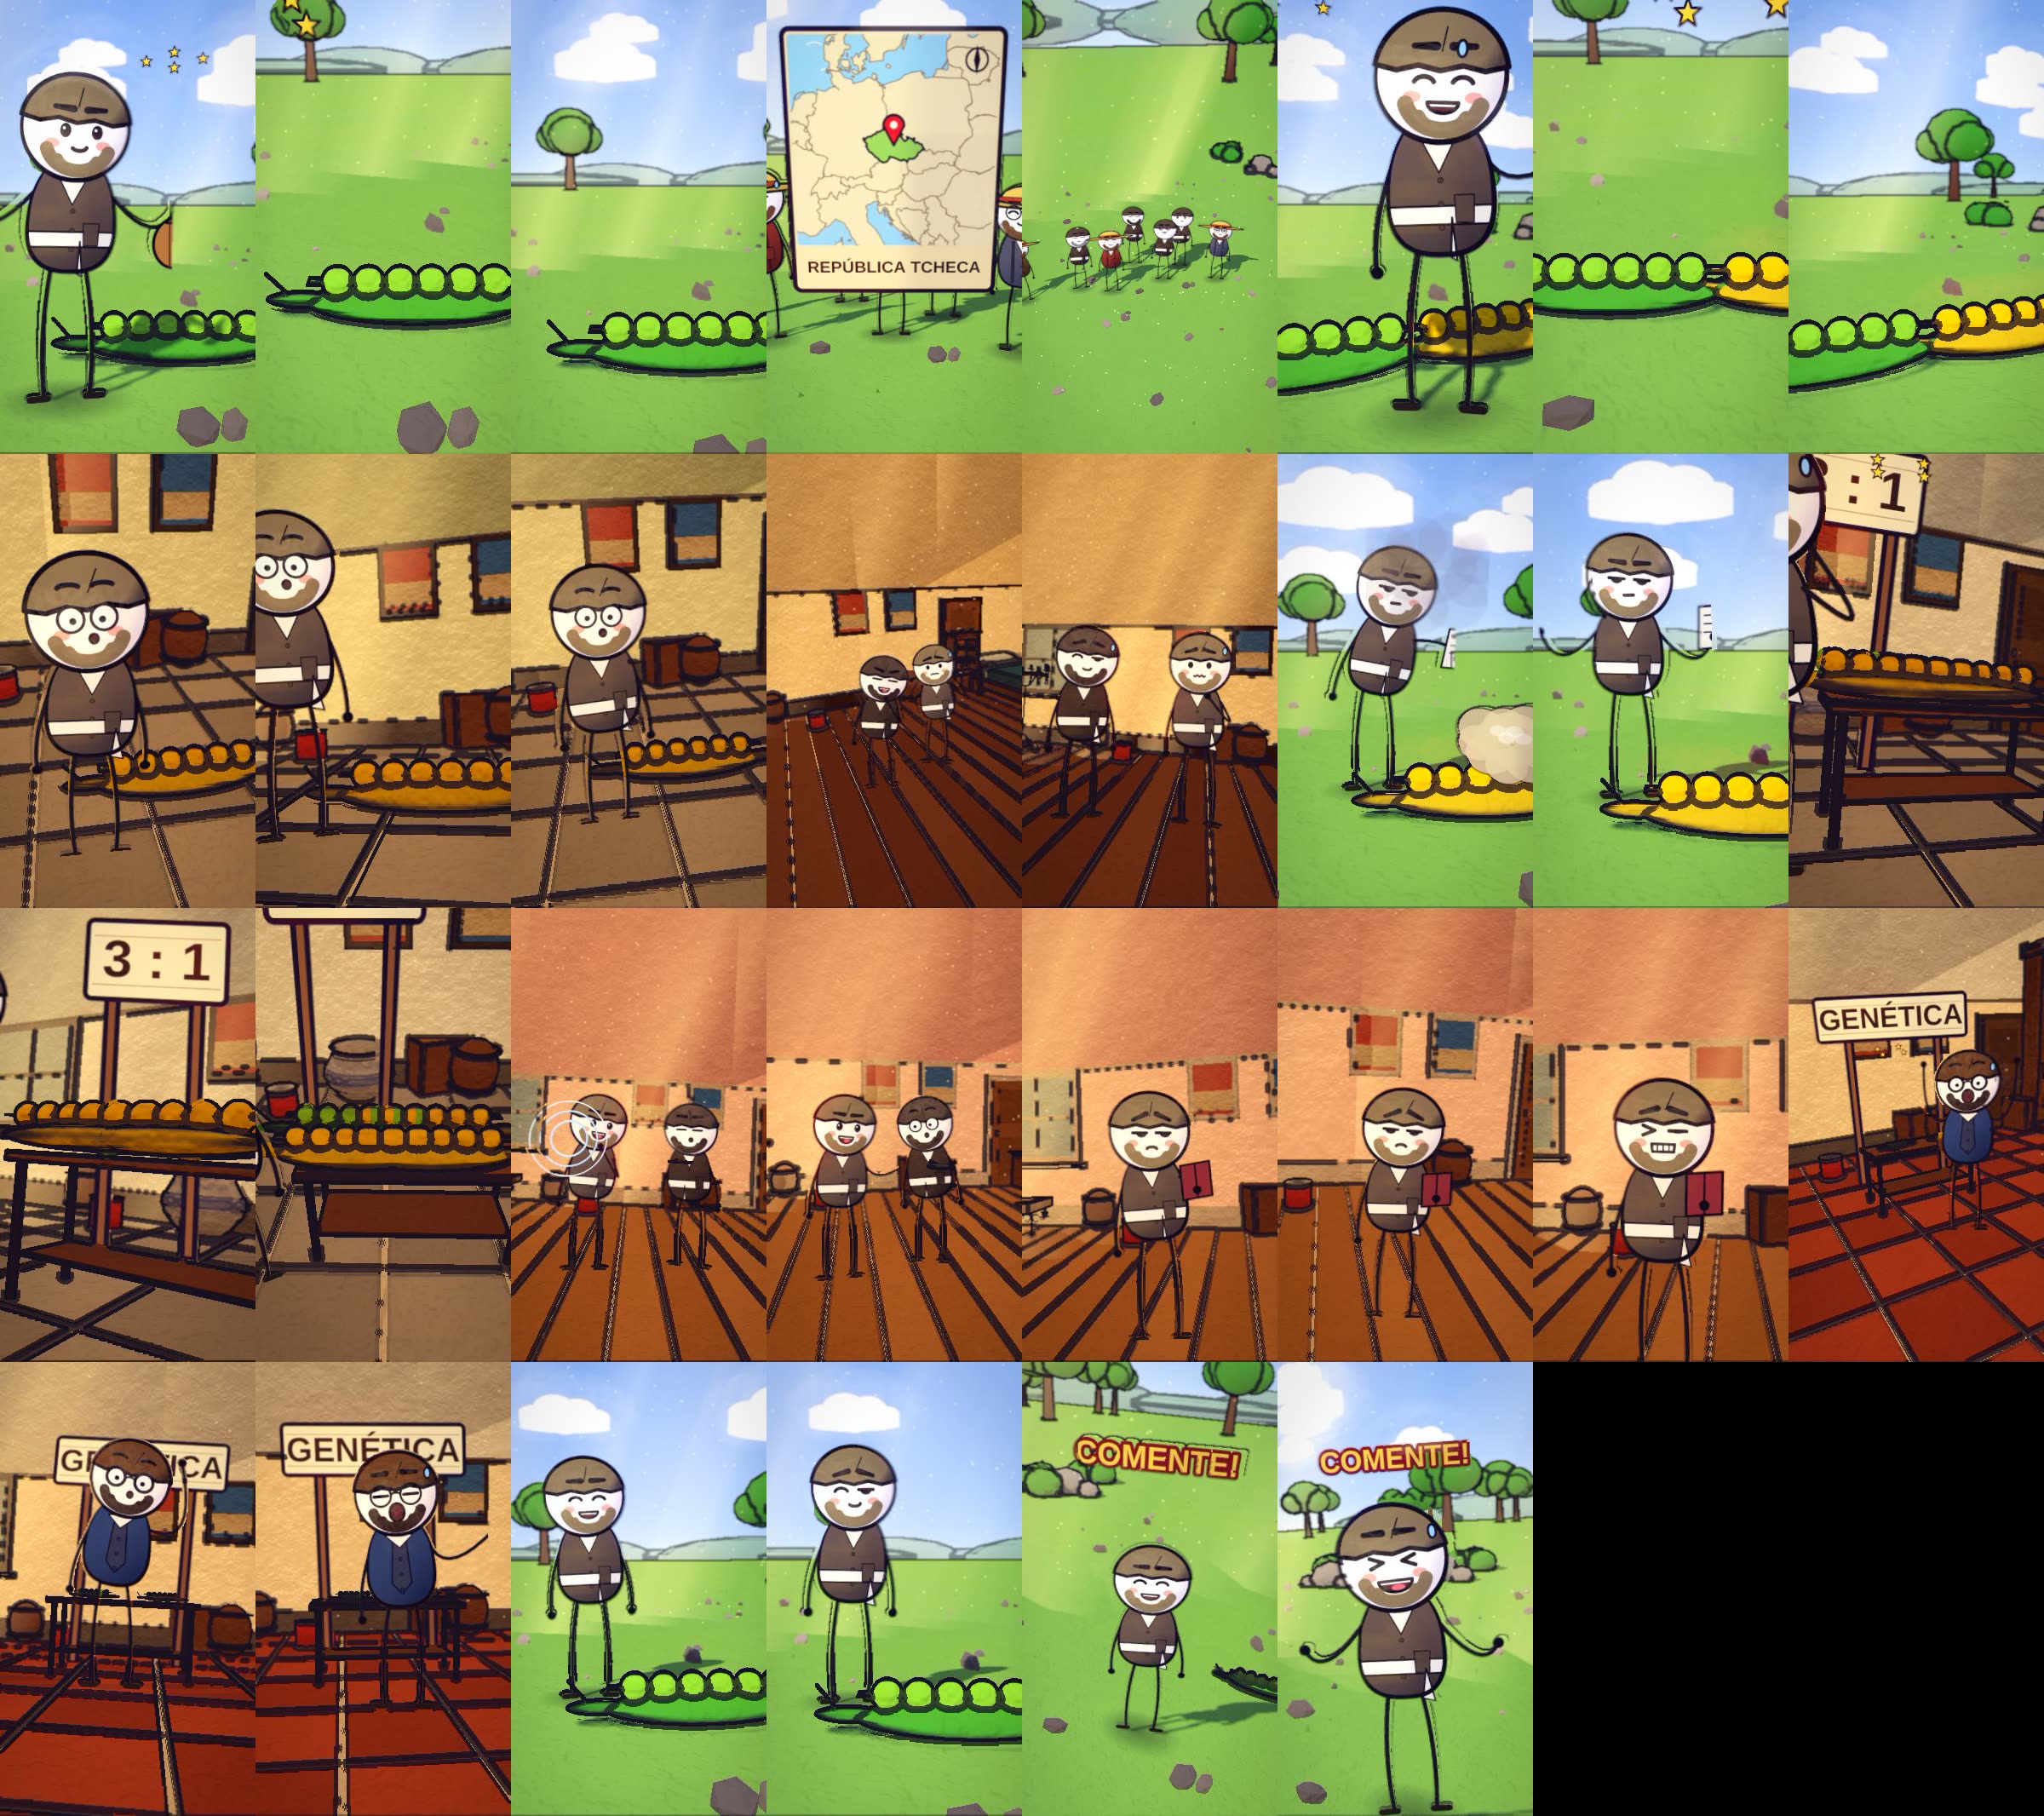 REPÚBLICA TCHECA
: 1
3 : 1
GENÉTICA
GENÉTICA
COMENTE!
COMENTE!